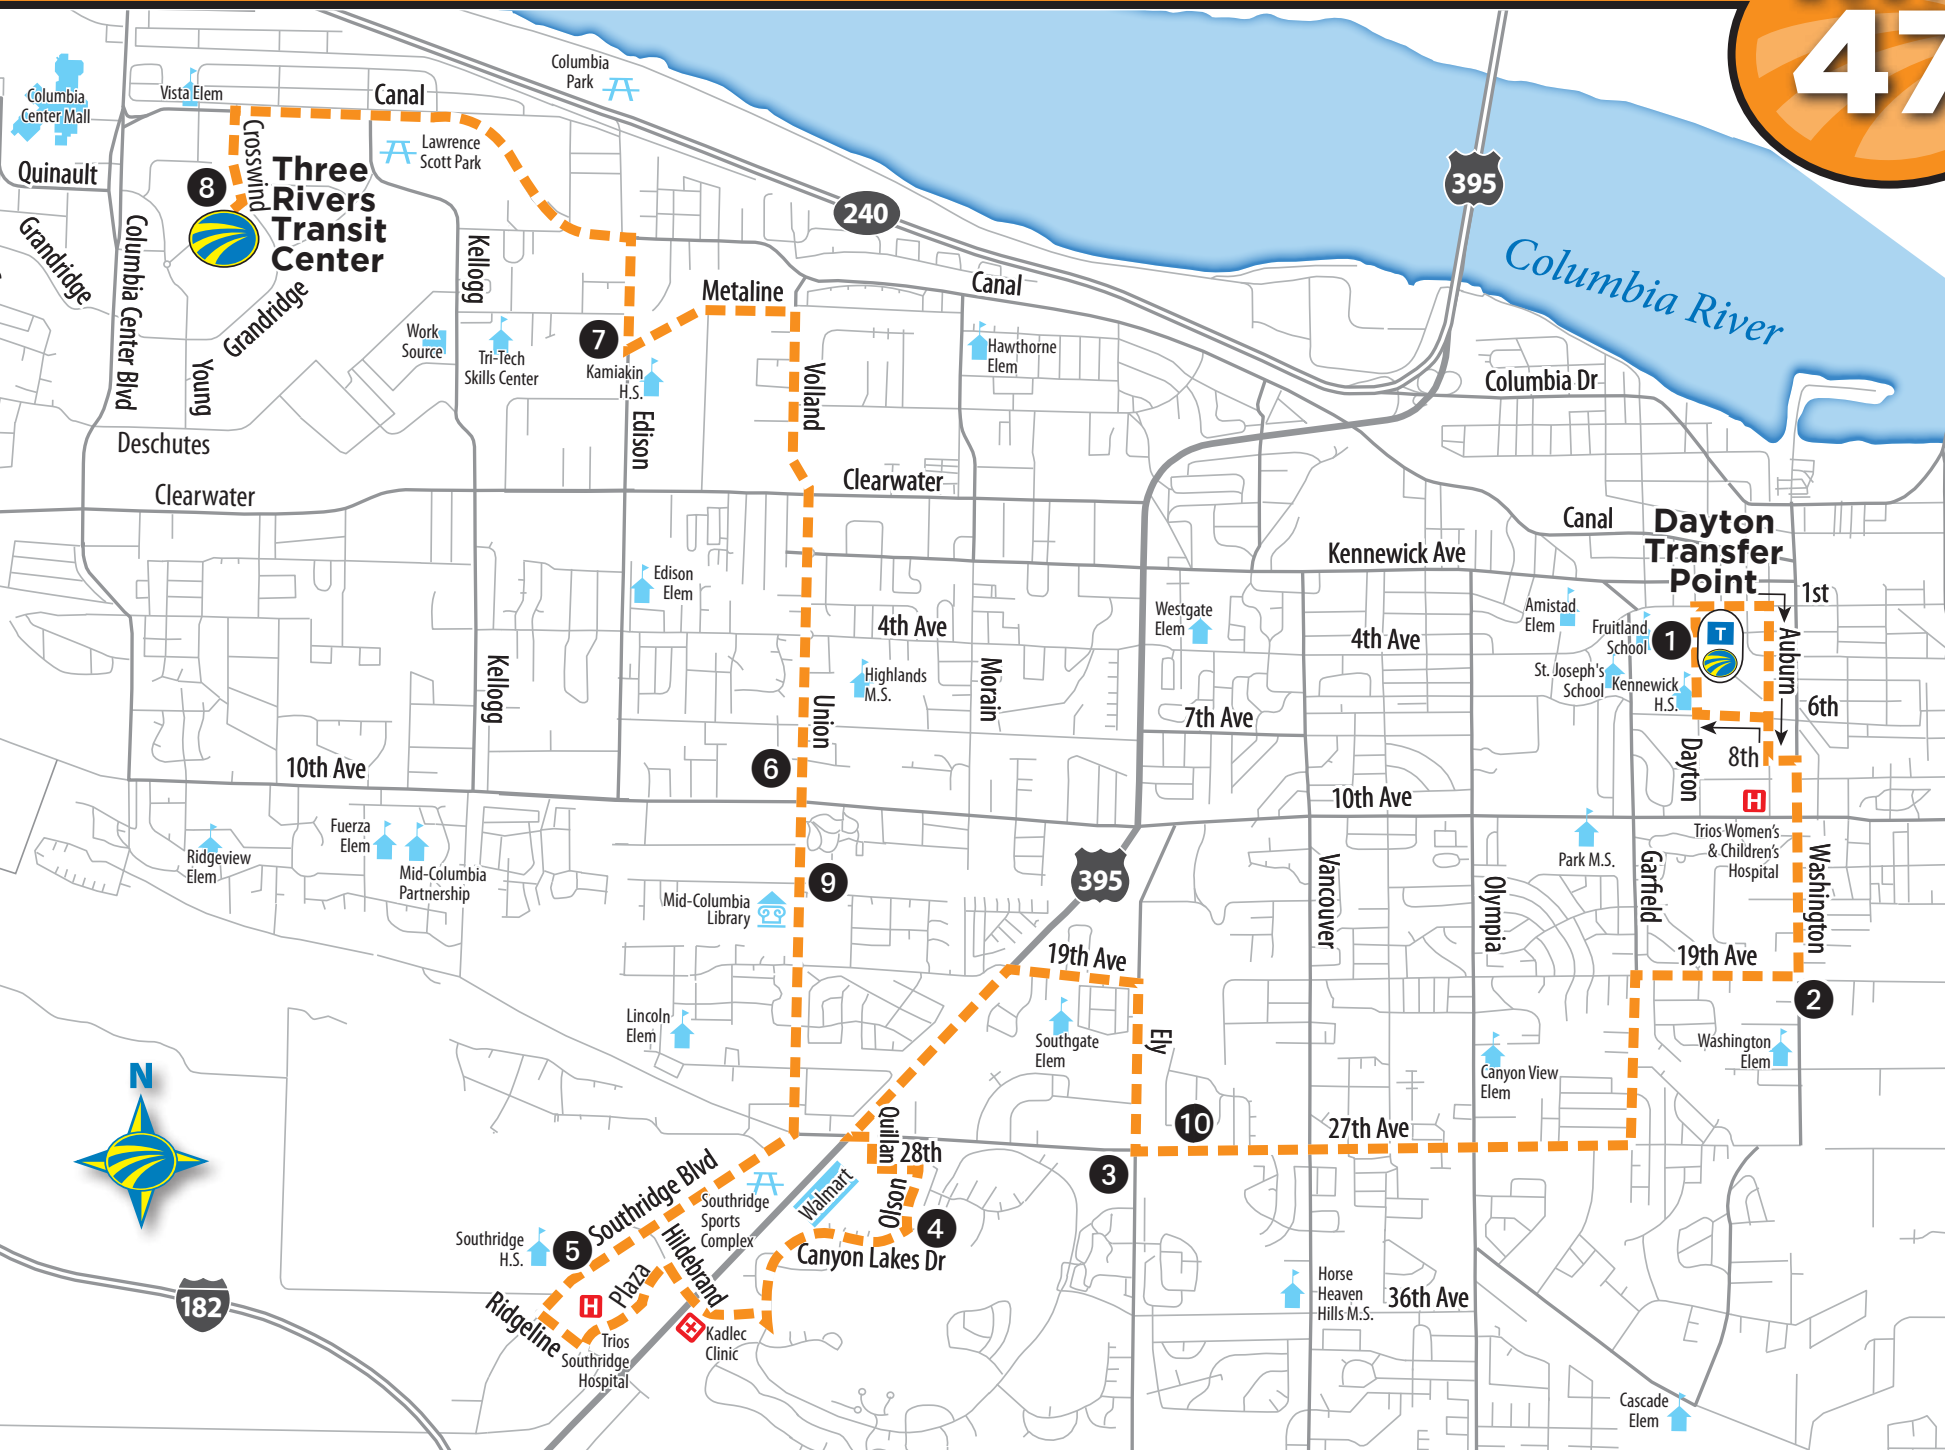 47
Columbia
Park
Columbia
Center Mall
Vista Elem
Canal
Lawrence
Scott Park
Quinault
Crosswind
8
Three
Rivers
Transit
Center
395
240
Columbia River
Grandridge
Columbia Center Blvd
Kellogg
Grandridge
Young
Metaline
Canal
Work
Source
Tri-Tech
Skills Center
7
Kamiakin
H.S.
Hawthorne
Elem
Volland
Edison
Columbia Dr
Deschutes
Clearwater
Clearwater
Canal
Dayton
Transfer
Point
Kennewick Ave
1st
Edison
Elem
4th Ave
Westgate
Elem
4th Ave
Amistad
Elem
Fruitland
School
1
T
Auburn
St. Joseph's
School
Kennewick
H.S.
Kellogg
Highlands
M.S.
Morain
Union
7th Ave
6th
8th
Dayton
6
10th Ave
10th Ave
H
Trios Women's
& Children's
Hospital
Ridgeview
Elem
Fuerza
Elem
Mid-Columbia
Partnership
Mid-Columbia
Library
9
395
Vancouver
Olympia
Park M.S.
Garfield
Washington
19th Ave
19th Ave
2
Lincoln
Elem
Southgate
Elem
Ely
Canyon View
Elem
Washington
Elem
N
10
27th Ave
3
Quillan
28th
Olson
4
Walmart
Canyon Lakes Dr
Southridge Blvd
Southridge
Sports
Complex
Hildebrand
Southridge
H.S.
5
Plaza
H
Ridgeline
Trios
Southridge
Hospital
Kadlec
Clinic
182
Horse
Heaven
Hills M.S.
36th Ave
Cascade
Elem